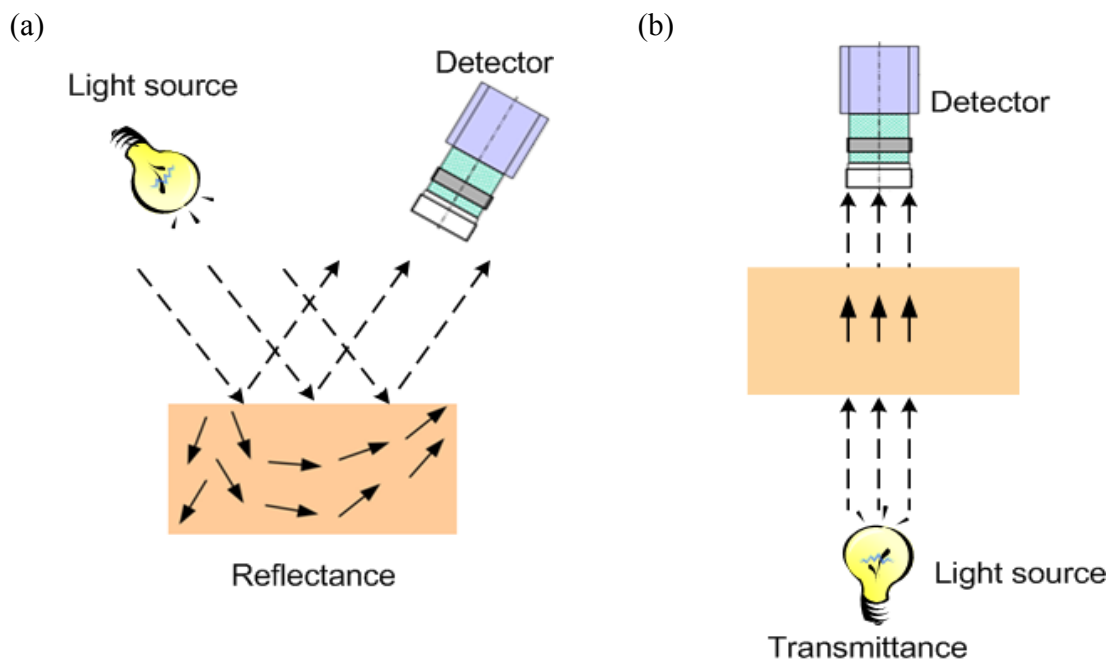 (a)
Light source
Detector
Reflectance
(b)
Detector
Light source
Transmittance